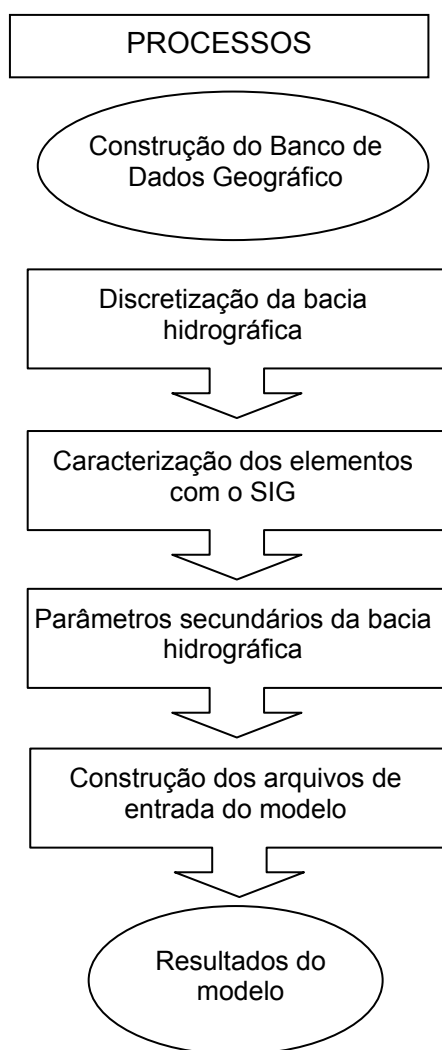 PROCESSOS
Construção do Banco de
Dados Geográfico
Discretização da bacia
hidrográfica
Caracterização dos elementos
com o SIG
Parâmetros secundários da bacia
hidrográfica
Construção dos arquivos de
entrada do modelo
Resultados do
modelo